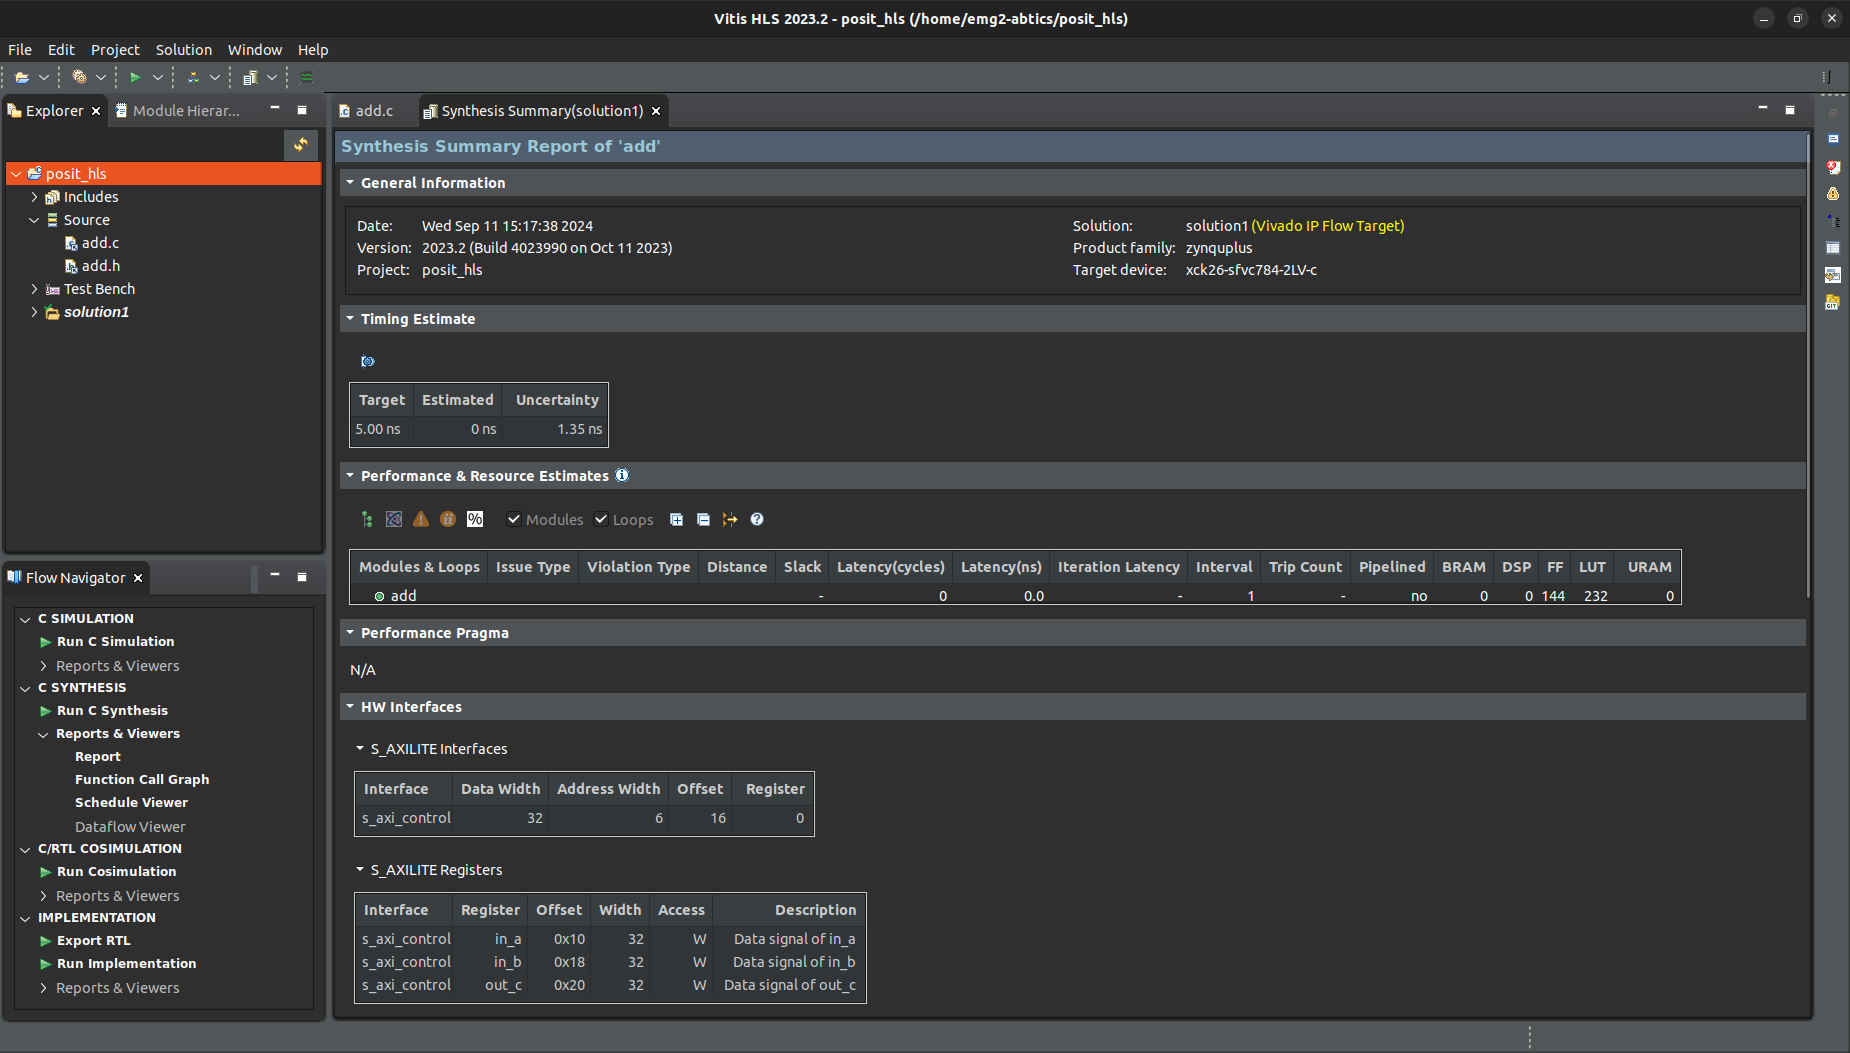 Vitis HLS 2023.2 - posit_hls (/home/emg2-abtics/posit_hls)
File Edit Project Solution Window Help
Explorer
Module Hierar...
posit_hls
Includes
Source
add.c
add.h
Test Bench
solution1
Flow Navigator
C SIMULATION
Run C Simulation
Reports & Viewers
C SYNTHESIS
Run C Synthesis
Reports & Viewers
Report
Function Call Graph
Schedule Viewer
Dataflow Viewer
C/RTL COSIMULATION
Run Cosimulation
Reports & Viewers
IMPLEMENTATION
Export RTL
Run Implementation
Reports & Viewers
add.c
Synthesis Summary(solution1)
Synthesis Summary Report of 'add'
General Information
Date: Wed Sep 11 15:17:38 2024
Version: 2023.2 (Build 4023990 on Oct 11 2023)
Project: posit_hls
Solution: solution1 (Vivado IP Flow Target)
Product family: zynquplus
Target device: xck26-sfvc784-2LV-c
Timing Estimate
Target Estimated Uncertainty
5.00 ns 0 ns 1.35 ns
Performance & Resource Estimates
% Modules Loops
Modules & Loops Issue Type Violation Type Distance Slack Latency(cycles) Latency(ns) Iteration Latency Interval Trip Count Pipelined BRAM DSP FF LUT URAM
add - 0 0.0 - 1 - no 0 0 144 232 0
Performance Pragma
N/A
HW Interfaces
S_AXILITE Interfaces
Interface Data Width Address Width Offset Register
s_axi_control 32 6 16 0
S_AXILITE Registers
Interface Register Offset Width Access Description
s_axi_control in_a 0x10 32 W Data signal of in_a
s_axi_control in_b 0x18 32 W Data signal of in_b
s_axi_control out_c 0x20 32 W Data signal of out_c
GIT